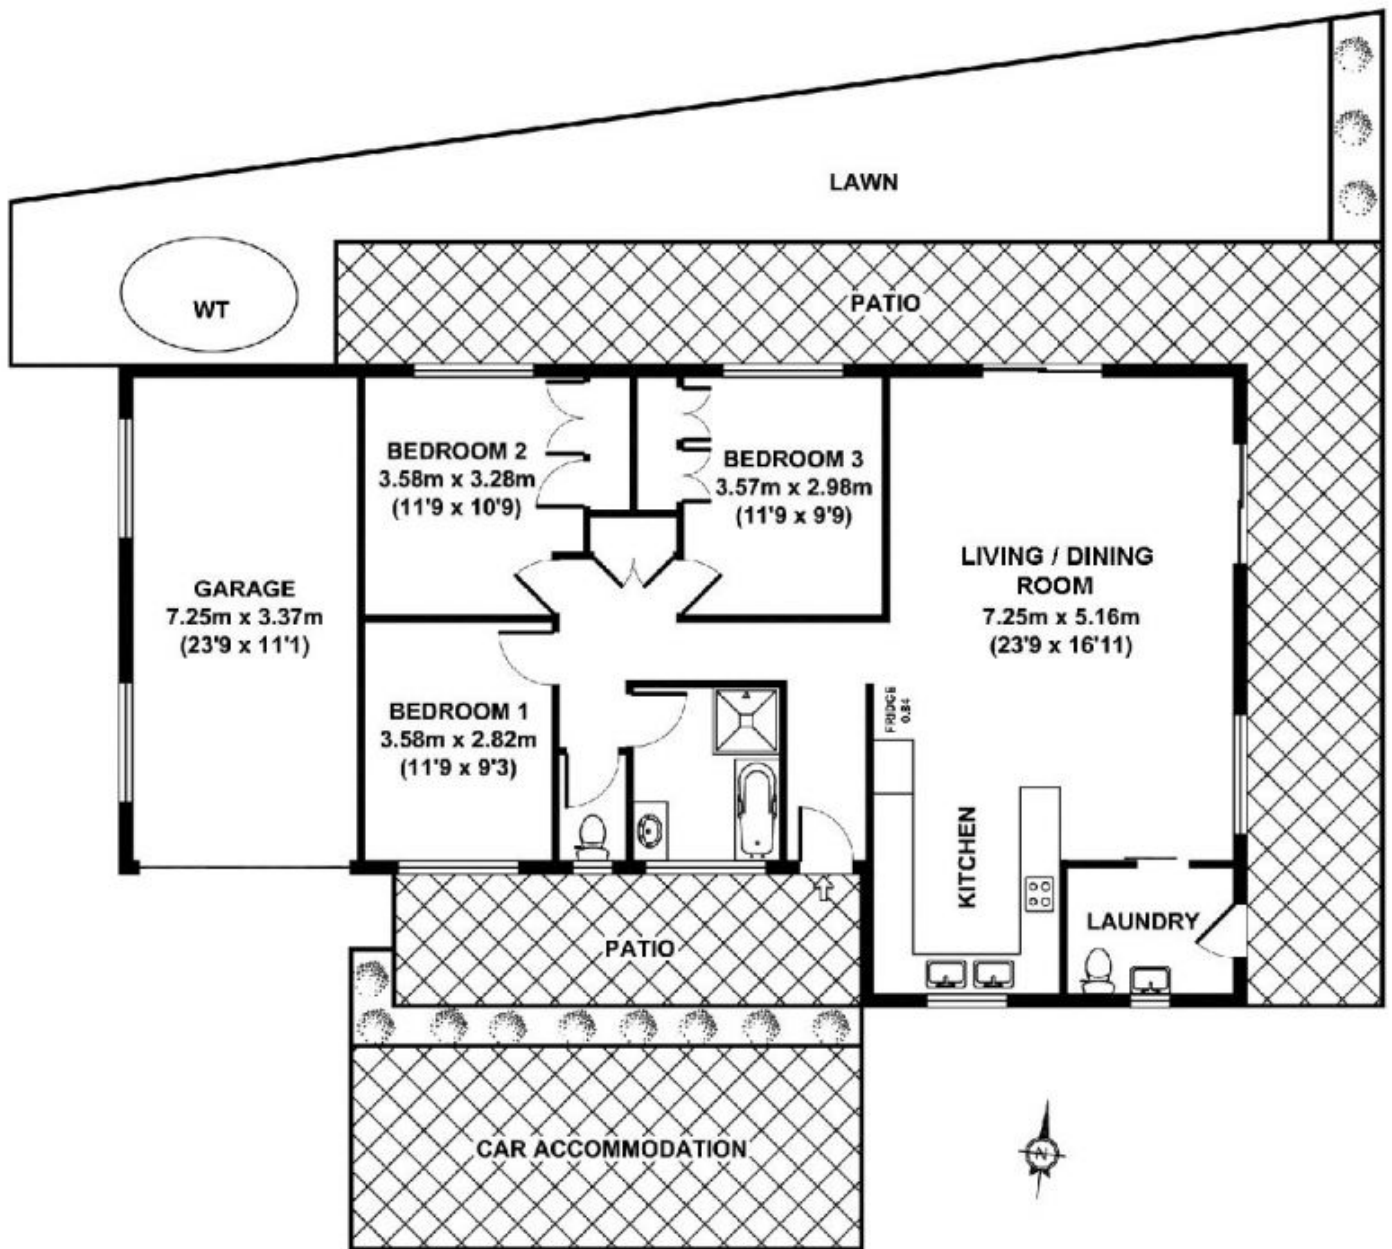 LAWN
WT
PATIO
BEDROOM 2
3.58m x 3.28m
(11'9 x 10'9)
BEDROOM 3
3.57m x 2.98m
(11'9 x 9'9)
GARAGE
7.25m x 3.37m
(23'9 x 11'1)
LIVING / DINING
ROOM
7.25m x 5.16m
(23'9 x 16'11)
BEDROOM 1
3.58m x 2.82m
(11'9 x 9'3)
FRIDGE
0.84
KITCHEN
LAUNDRY
PATIO
CAR ACCOMMODATION
N